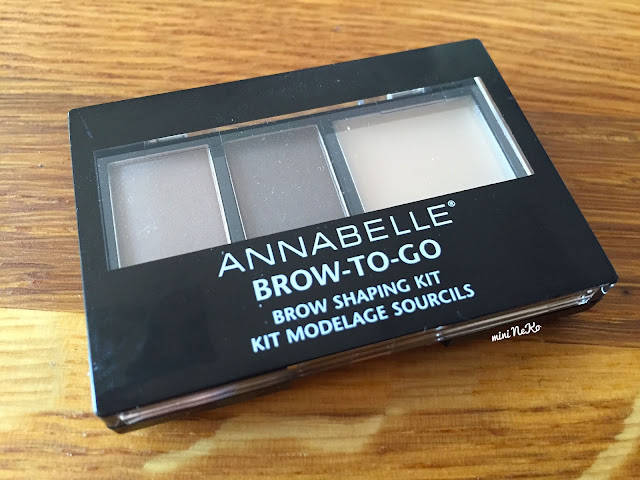 ANNABELLE®
BROW-TO-GO
BROW SHAPING KIT
KIT MODELAGE SOURCILS
mini NeKo